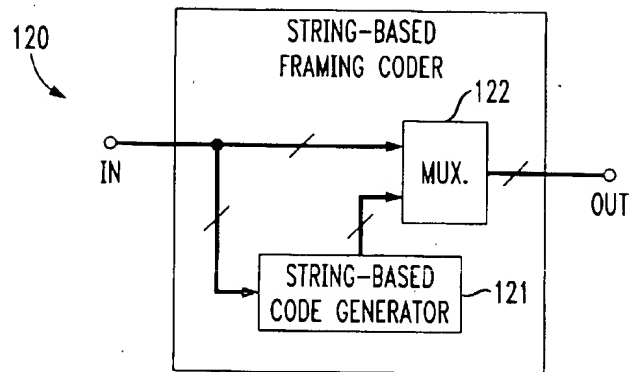 120
STRING-BASED
FRAMING CODER
122
IN
MUX.
OUT
STRING-BASED
CODE GENERATOR
121